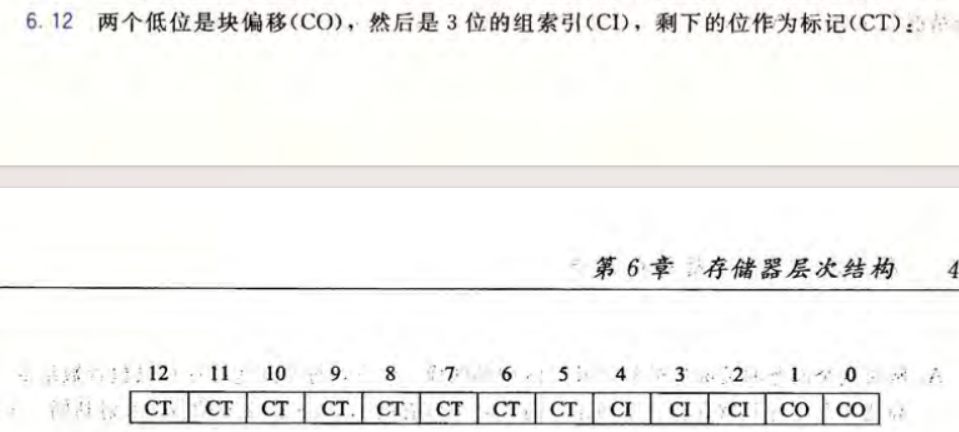 6.12 两个低位是块偏移(CO)，然后是3位的组索引(CI)，剩下的位作为标记(CT)：
第6章 存储器层次结构 4
12 11 10 9 8 7 6 5 4 3 2 1 0
CT CT CT CT CT CT CT CT CI CI CI CO CO